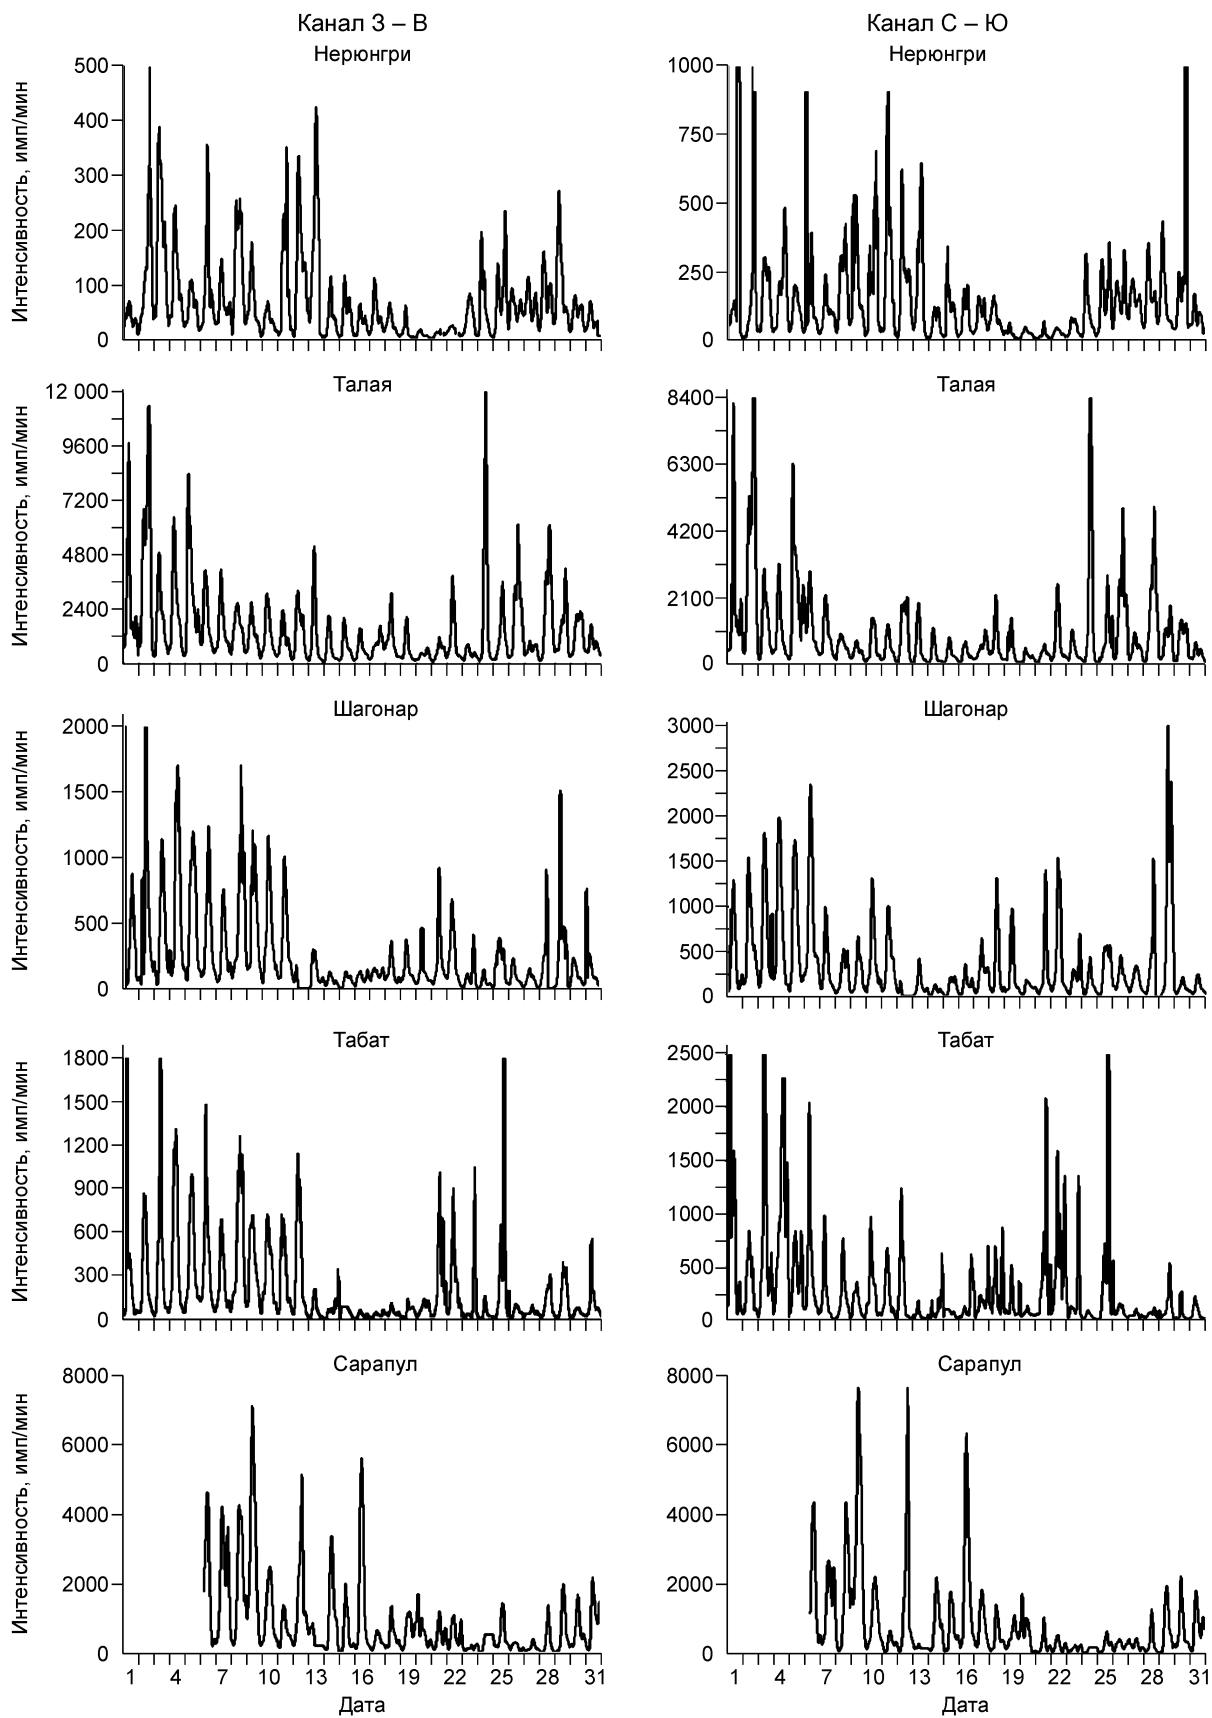 Канал З – В
Канал С – Ю
Нерюнгри
Нерюнгри
Интенсивность, имп/мин
500
400
300
200
100
0
1000
750
500
250
0
Талая
Талая
Интенсивность, имп/мин
12 000
9600
7200
4800
2400
0
8400
6300
4200
2100
0
Шагонар
Шагонар
Интенсивность, имп/мин
2000
1500
1000
500
0
3000
2500
2000
1500
1000
500
0
Табат
Табат
Интенсивность, имп/мин
1800
1500
1200
900
600
300
0
2500
2000
1500
1000
500
0
Сарапул
Сарапул
Интенсивность, имп/мин
8000
6000
4000
2000
0
8000
6000
4000
2000
0
1 4 7 10 13 16 19 22 25 28 31
1 4 7 10 13 16 19 22 25 28 31
Дата
Дата